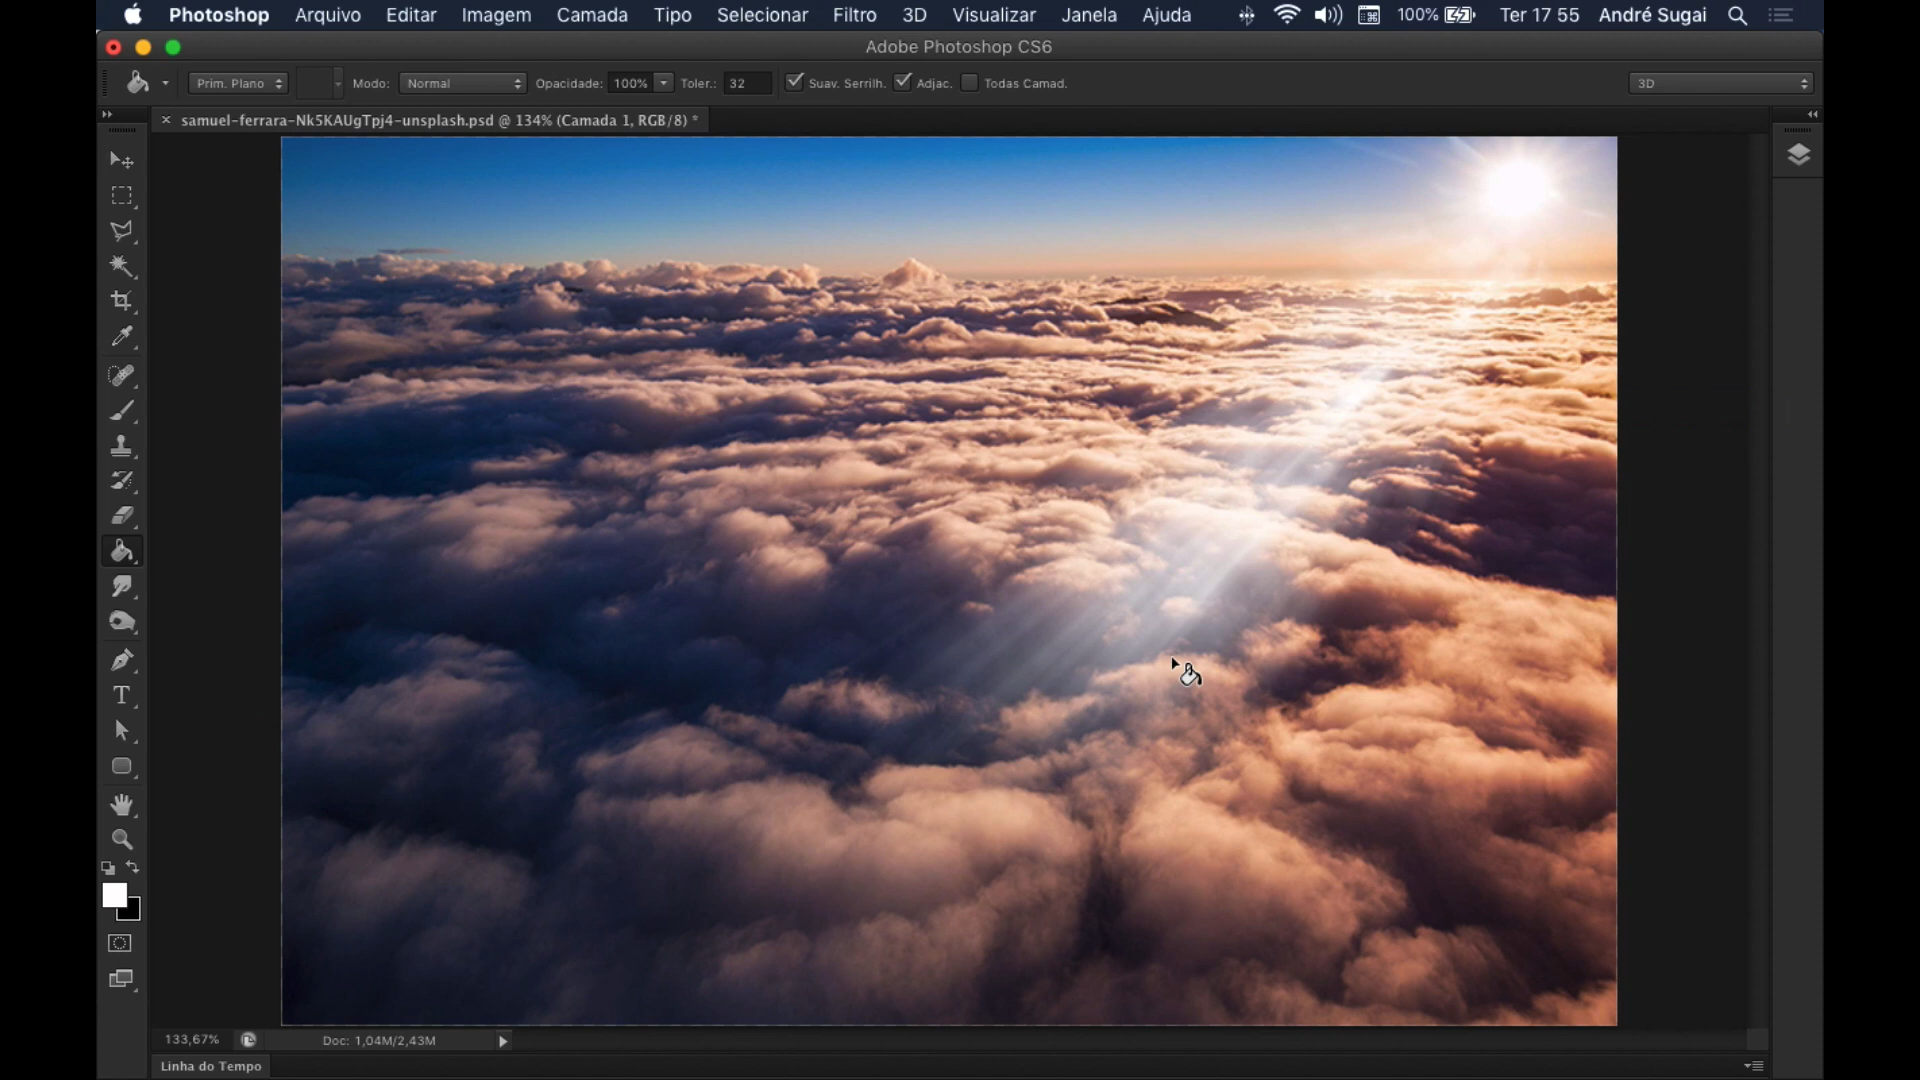 Photoshop Arquivo Editar Imagem Camada Tipo Selecionar Filtro 3D Visualizar Janela Ajuda 100% Ter 17 55 André Sugai
Adobe Photoshop CS6
Prim. Plano Modo: Normal Opacidade: 100% Toler.: 32 Suav. Serrilh. Adjac. Todas Camad. 3D
samuel-ferrara-Nk5KAUgTpj4-unsplash.psd @ 134% (Camada 1, RGB/8) *
133,67% Doc: 1,04M/2,43M
Linha do Tempo